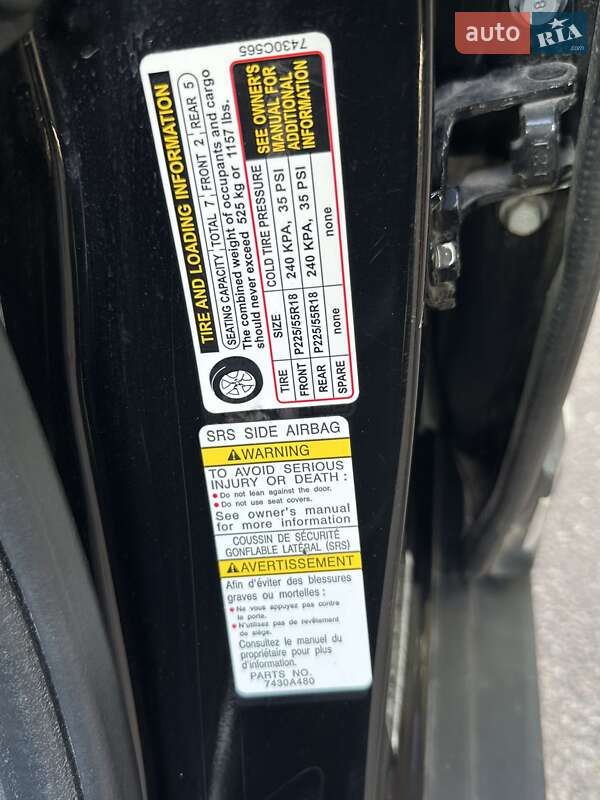 auto RIA
.com
8
121
7430C565
TIRE AND LOADING INFORMATION
SEATING CAPACITY TOTAL 7 FRONT 2 REAR 5
The combined weight of occupants and cargo
should never exceed 525 kg or 1157 lbs.
TIRE SIZE COLD TIRE PRESSURE
FRONT P225/55R18 240 KPA, 35 PSI
REAR P225/55R18 240 KPA, 35 PSI
SPARE none none
SEE OWNER'S
MANUAL FOR
ADDITIONAL
INFORMATION
SRS SIDE AIRBAG
WARNING
TO AVOID SERIOUS
INJURY OR DEATH :
• Do not lean against the door.
• Do not use seat covers.
See owner's manual
for more information
COUSSIN DE SÉCURITÉ
GONFLABLE LATÉRAL (SRS)
AVERTISSEMENT
Afin d'éviter des blessures
graves ou mortelles :
• Ne vous appuyez pas contre
la porte.
• N'utilisez pas de revêtement
de siège.
Consultez le manuel du
propriétaire pour plus
d'information.
PARTS NO.
7430A480